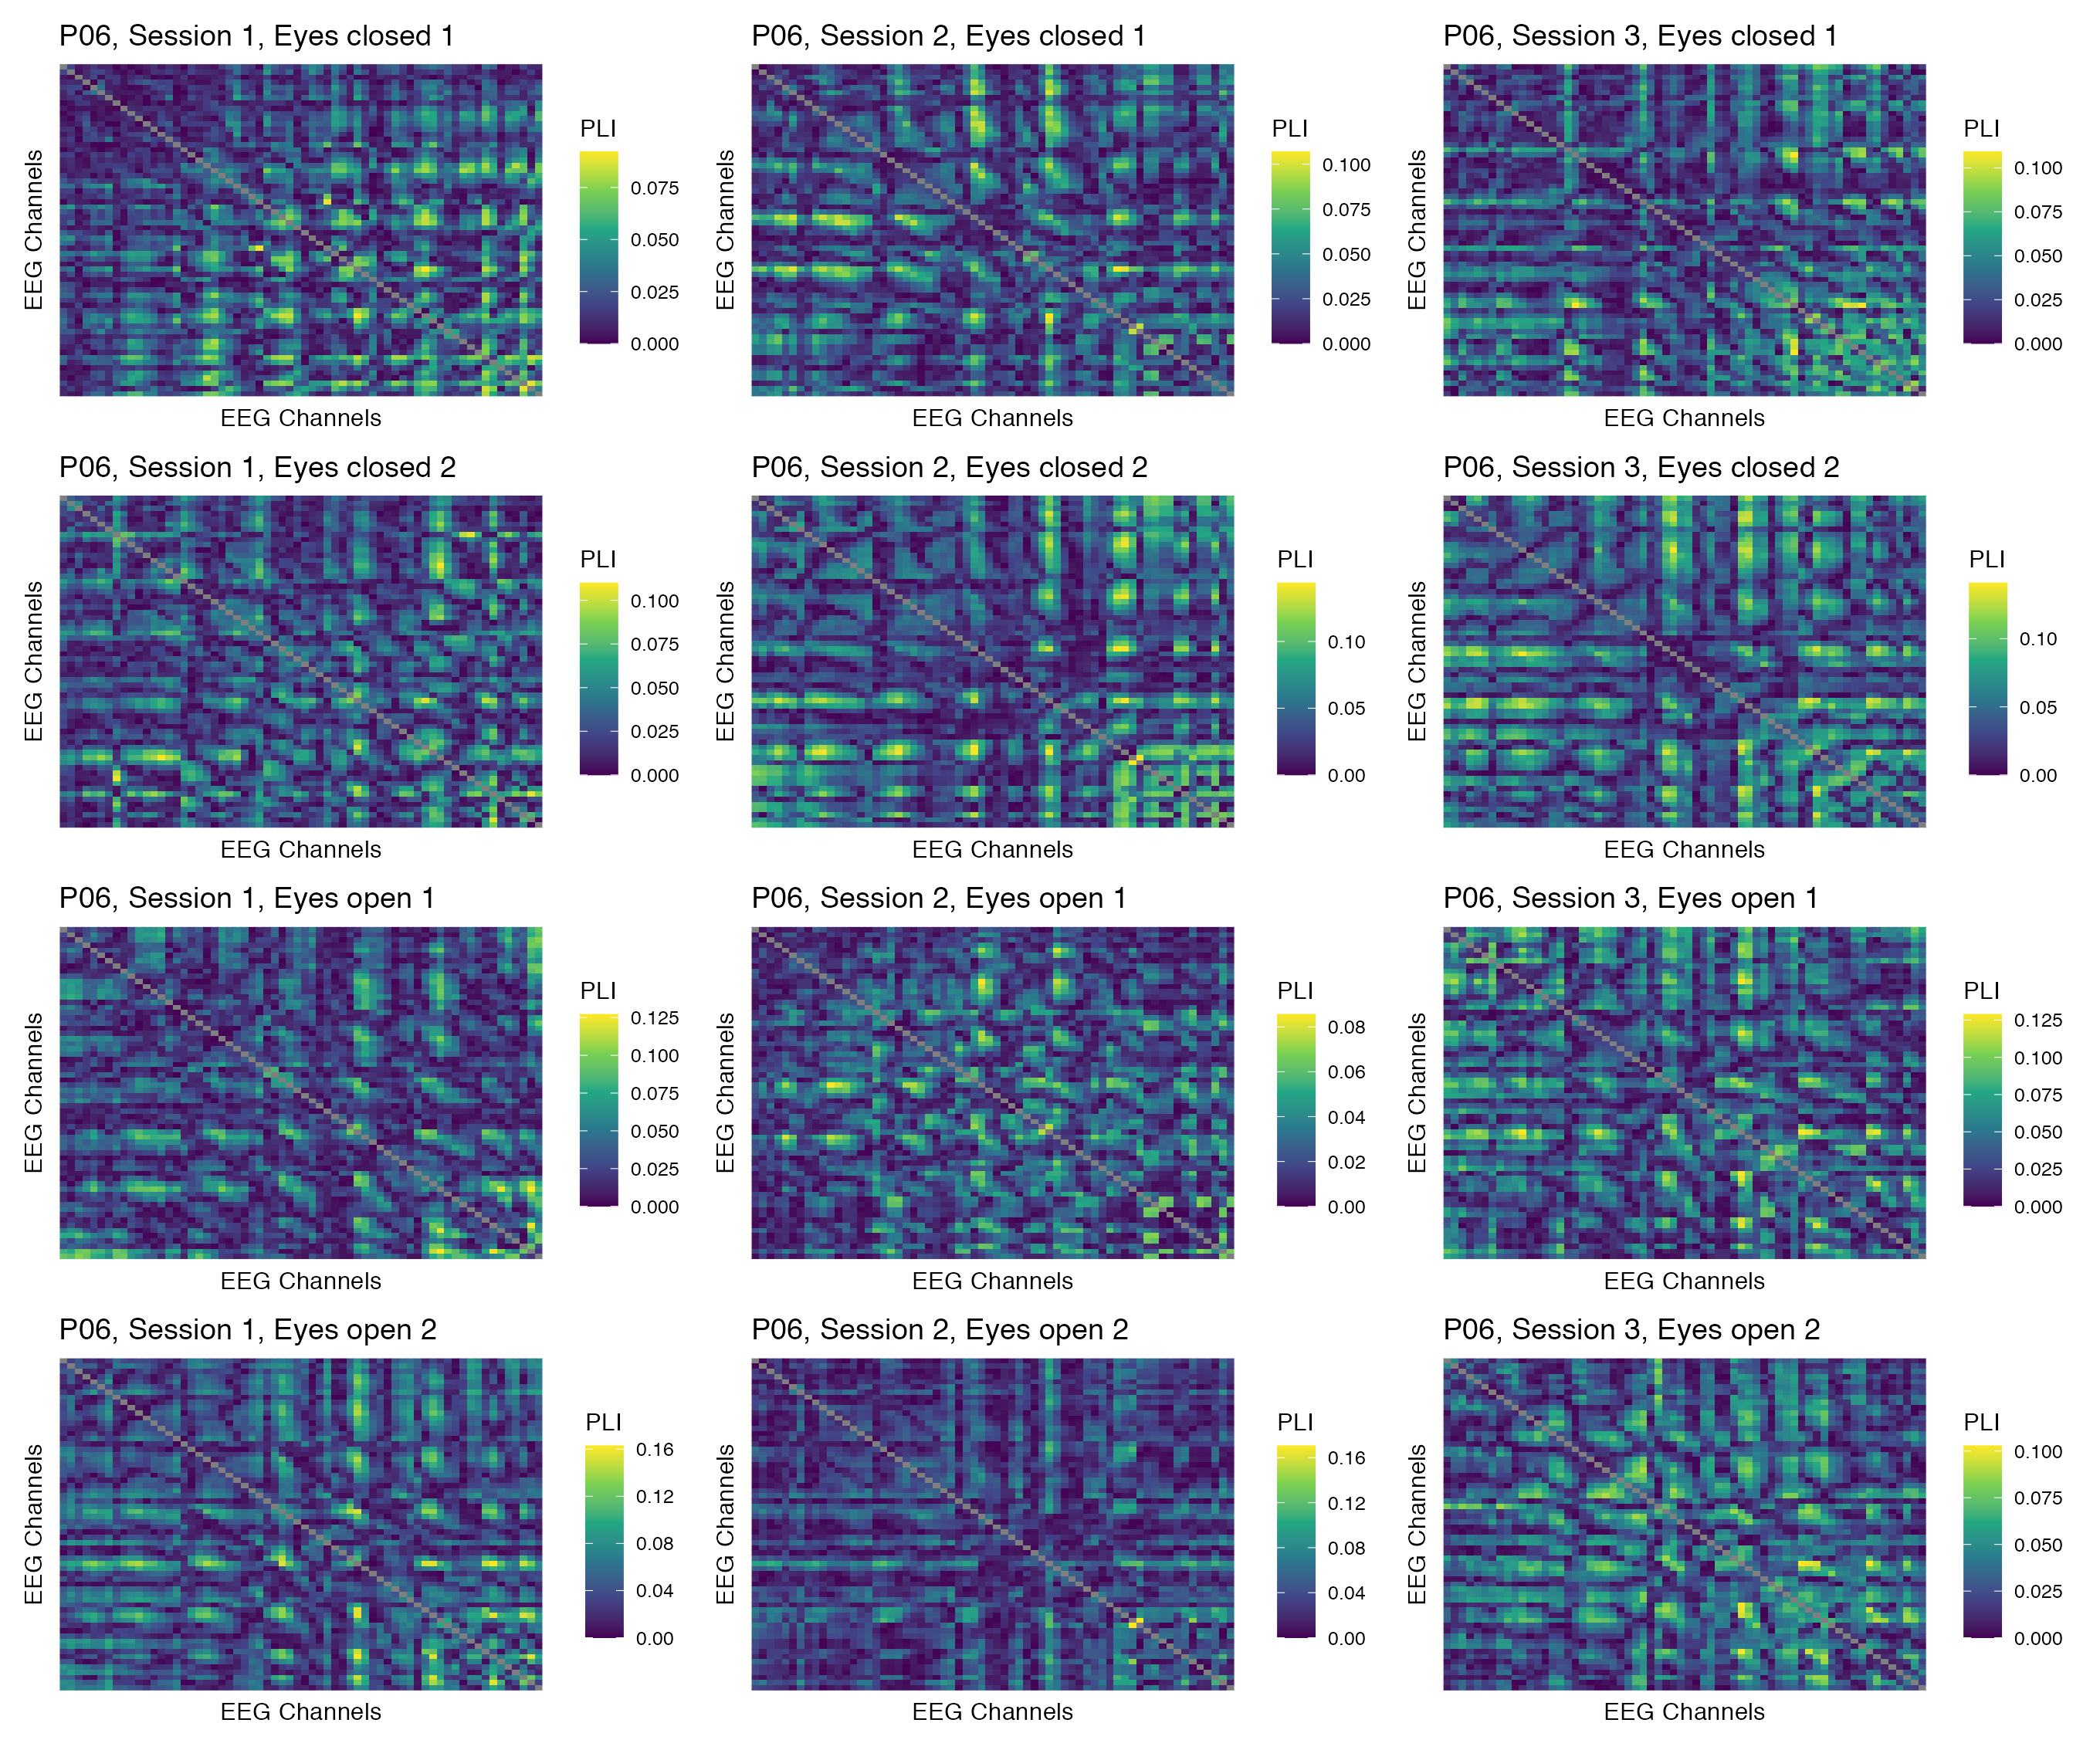 P06, Session 1, Eyes closed 1
EEG Channels
EEG Channels
PLI
0.075
0.050
0.025
0.000
P06, Session 2, Eyes closed 1
EEG Channels
EEG Channels
PLI
0.100
0.075
0.050
0.025
0.000
P06, Session 3, Eyes closed 1
EEG Channels
EEG Channels
PLI
0.100
0.075
0.050
0.025
0.000
P06, Session 1, Eyes closed 2
EEG Channels
EEG Channels
PLI
0.100
0.075
0.050
0.025
0.000
P06, Session 2, Eyes closed 2
EEG Channels
EEG Channels
PLI
0.10
0.05
0.00
P06, Session 3, Eyes closed 2
EEG Channels
EEG Channels
PLI
0.10
0.05
0.00
P06, Session 1, Eyes open 1
EEG Channels
EEG Channels
PLI
0.125
0.100
0.075
0.050
0.025
0.000
P06, Session 2, Eyes open 1
EEG Channels
EEG Channels
PLI
0.08
0.06
0.04
0.02
0.00
P06, Session 3, Eyes open 1
EEG Channels
EEG Channels
PLI
0.125
0.100
0.075
0.050
0.025
0.000
P06, Session 1, Eyes open 2
EEG Channels
EEG Channels
PLI
0.16
0.12
0.08
0.04
0.00
P06, Session 2, Eyes open 2
EEG Channels
EEG Channels
PLI
0.16
0.12
0.08
0.04
0.00
P06, Session 3, Eyes open 2
EEG Channels
EEG Channels
PLI
0.100
0.075
0.050
0.025
0.000